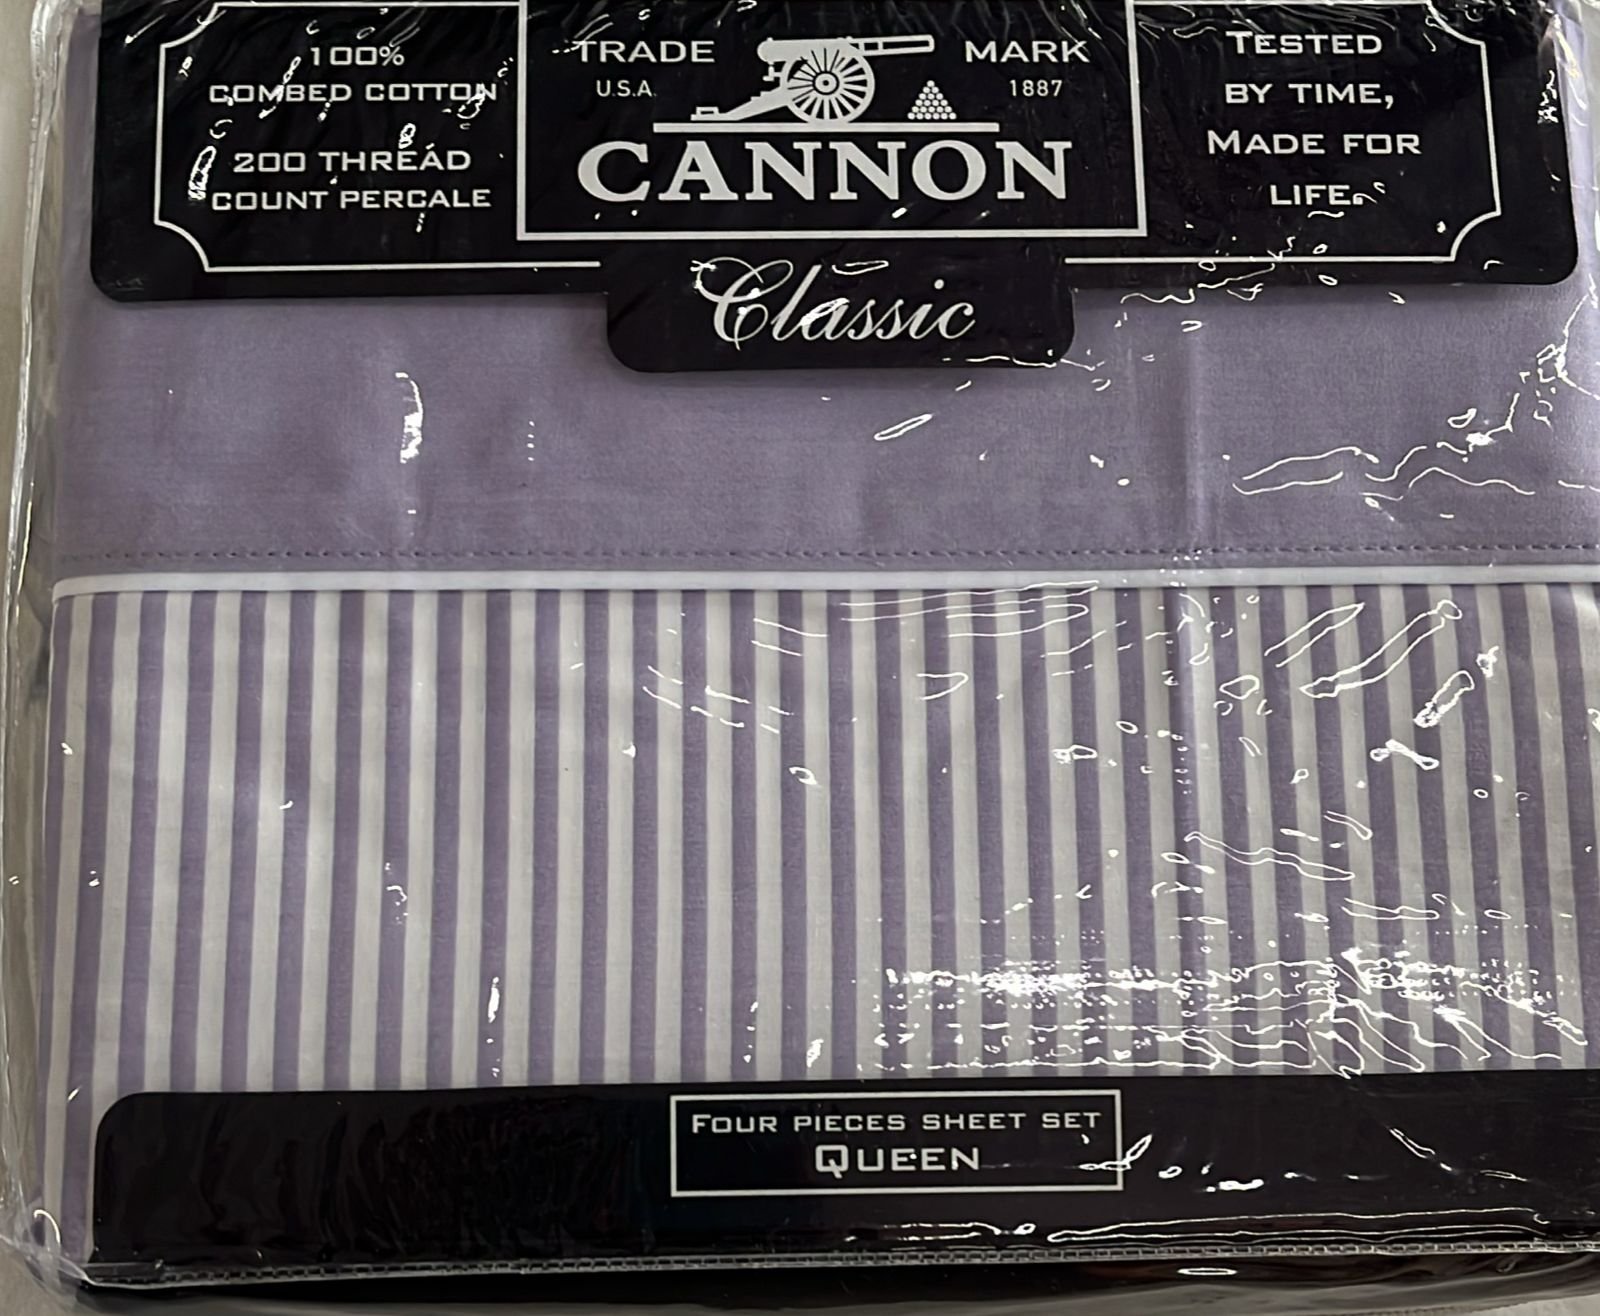 100%
COMBED COTTON
200 THREAD
COUNT PERCALE
TRADE MARK
U.S.A. 1887
CANNON
Classic
TESTED
BY TIME,
MADE FOR
LIFE.
FOUR PIECES SHEET SET
QUEEN